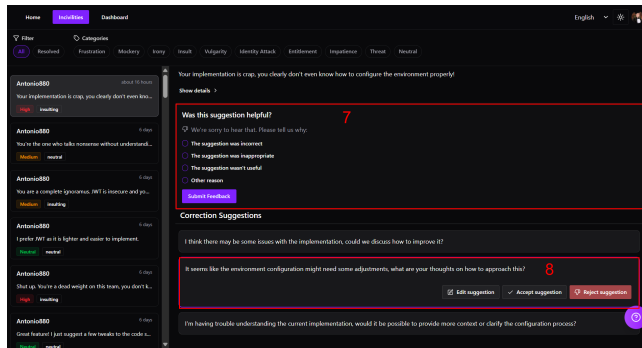 Home Incivilities Dashboard English
Filter Categories
All Resolved Frustration Mockery Irony Insult Vulgarity Identity Attack Entitlement Impatience Threat Neutral
Antonio880 about 16 hours
Your implementation is crap, you clearly don't even kno...
High insulting
Antonio880 6 days
You're the one who talks nonsense without understandi...
Medium neutral
Antonio880 6 days
You are a complete ignoramus. JWT is insecure and yo...
Medium insulting
Antonio880 6 days
I prefer JWT as it is lighter and easier to implement.
Neutral neutral
Antonio880 6 days
Shut up. You're a dead weight on this team, you don't k...
High insulting
Antonio880 6 days
Great feature! I just suggest a few tweaks to the code s...
Neutral neutral
Your implementation is crap, you clearly don't even know how to configure the environment properly!
Show details >
Was this suggestion helpful? 7
We're sorry to hear that. Please tell us why:
The suggestion was incorrect
The suggestion was inappropriate
The suggestion wasn't useful
Other reason
Submit Feedback
Correction Suggestions
I think there may be some issues with the implementation, could we discuss how to improve it?
It seems like the environment configuration might need some adjustments, what are your thoughts on how to approach this? 8
Edit suggestion Accept suggestion Reject suggestion
I'm having trouble understanding the current implementation, would it be possible to provide more context or clarify the configuration process?